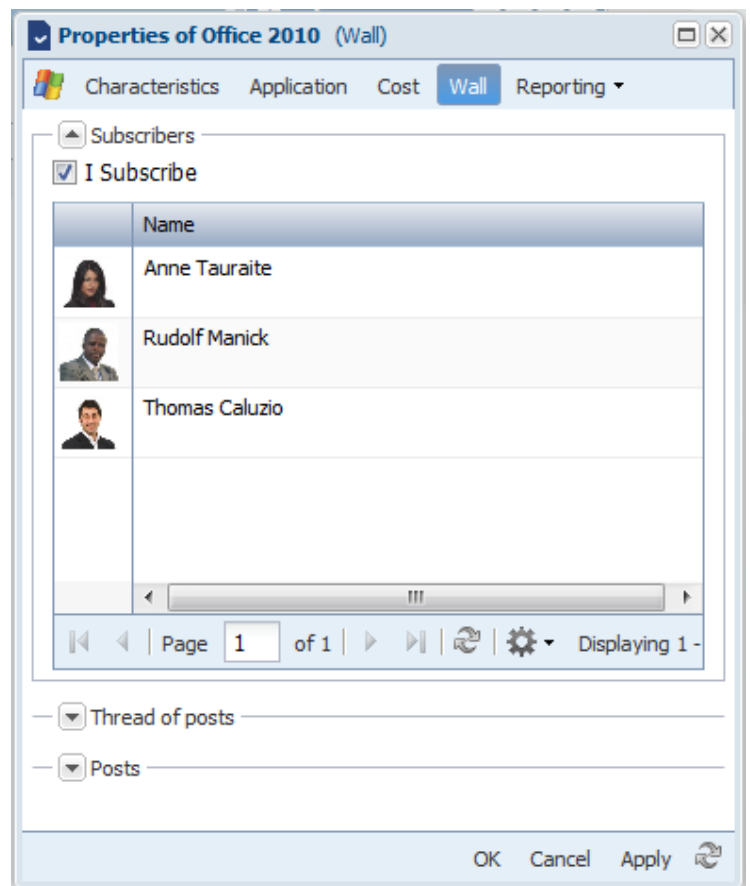 Properties of Office 2010 (Wall)
Characteristics Application Cost Wall Reporting
Subscribers
I Subscribe
Name
Anne Tauraite
Rudolf Manick
Thomas Caluzio
Page 1 of 1 Displaying 1 -
Thread of posts
Posts
OK Cancel Apply